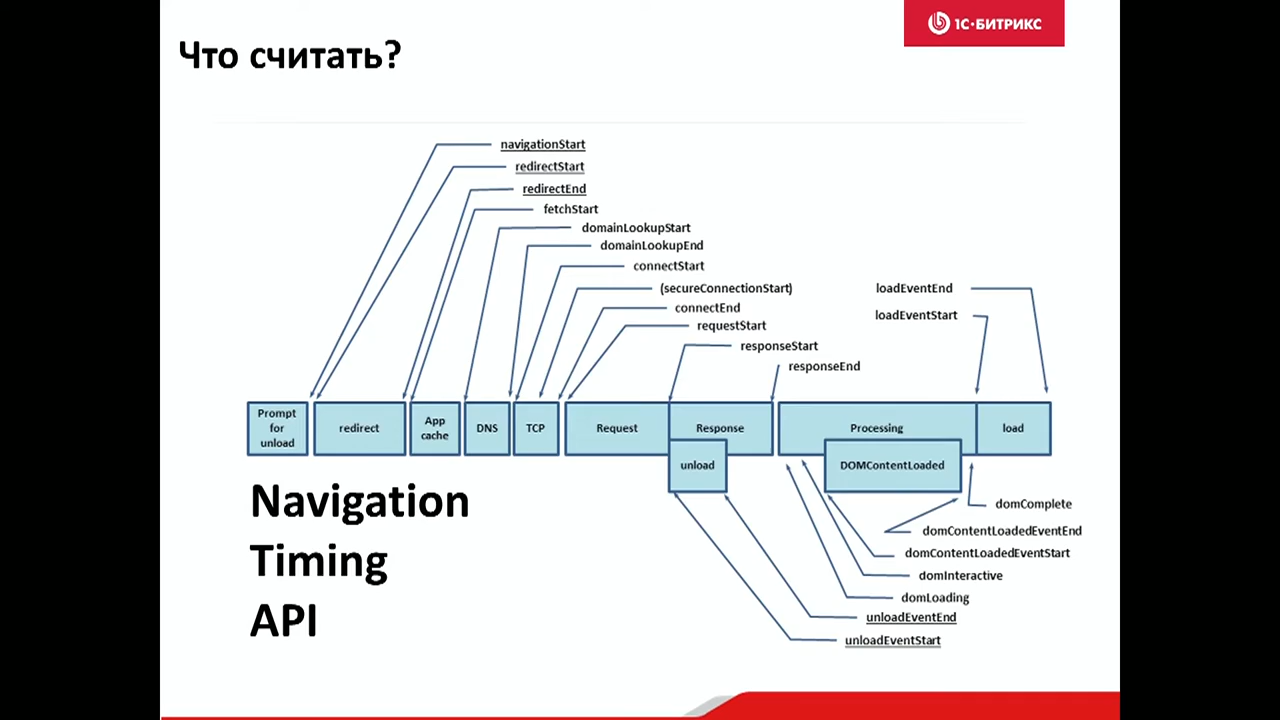 1С·БИТРИКС
Что считать?
navigationStart
redirectStart
redirectEnd
fetchStart
domainLookupStart
domainLookupEnd
connectStart
(secureConnectionStart)
loadEventEnd
connectEnd
loadEventStart
requestStart
responseStart
responseEnd
Prompt
for
unload
redirect
App
cache
DNS
TCP
Request
Response
Processing
load
unload
DOMContentLoaded
Navigation
Timing
API
domComplete
domContentLoadedEventEnd
domContentLoadedEventStart
domInteractive
domLoading
unloadEventEnd
unloadEventStart